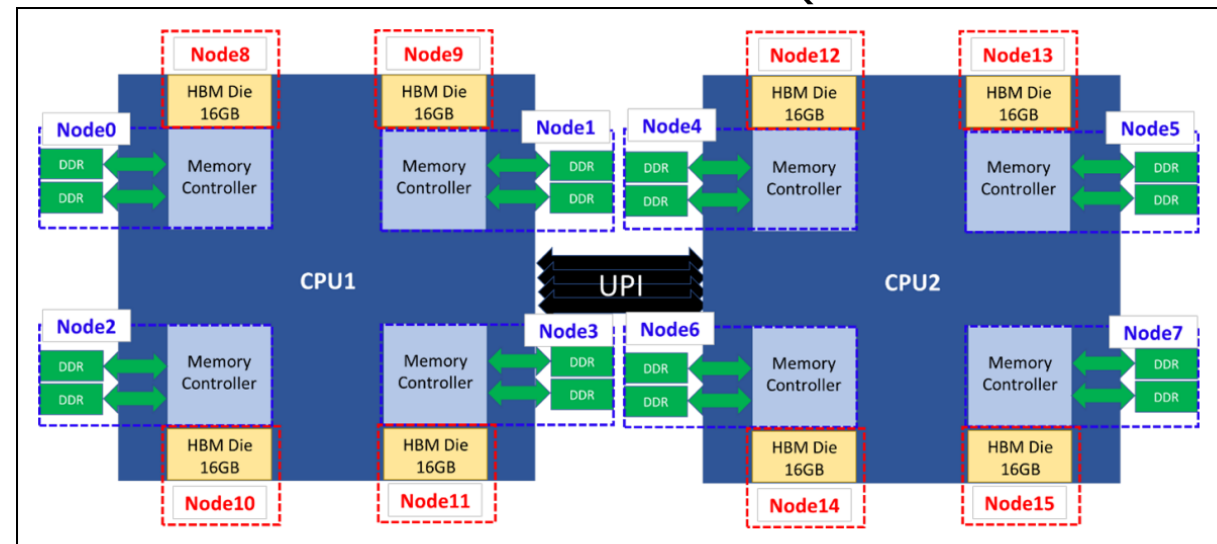 Node8
Node9
Node12
Node13
HBM Die
16GB
HBM Die
16GB
HBM Die
16GB
HBM Die
16GB
Node0
Node1
Node4
Node5
DDR
DDR
Memory
Controller
Memory
Controller
DDR
DDR
DDR
DDR
Memory
Controller
Memory
Controller
DDR
DDR
CPU1
UPI
CPU2
Node2
Node3
Node6
Node7
DDR
DDR
Memory
Controller
Memory
Controller
DDR
DDR
DDR
DDR
Memory
Controller
Memory
Controller
DDR
DDR
HBM Die
16GB
HBM Die
16GB
HBM Die
16GB
HBM Die
16GB
Node10
Node11
Node14
Node15